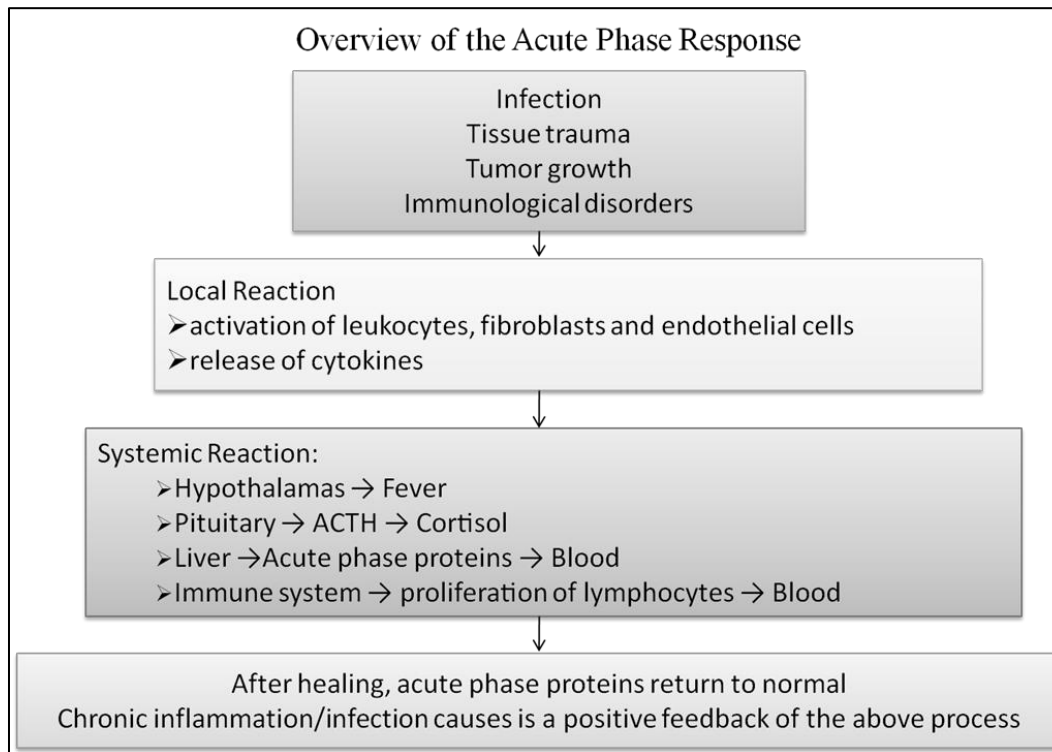 Overview of the Acute Phase Response
Infection
Tissue trauma
Tumor growth
Immunological disorders
Local Reaction
➢activation of leukocytes, fibroblasts and endothelial cells
➢release of cytokines
Systemic Reaction:
➢Hypothalamas → Fever
➢Pituitary → ACTH → Cortisol
➢Liver →Acute phase proteins → Blood
➢Immune system → proliferation of lymphocytes → Blood
After healing, acute phase proteins return to normal
Chronic inflammation/infection causes is a positive feedback of the above process